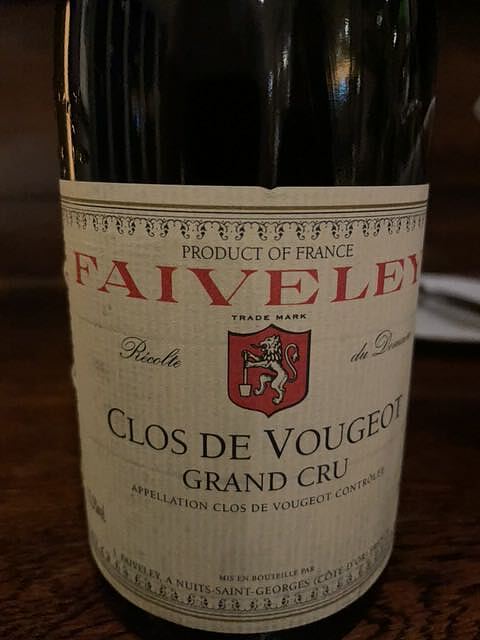 PRODUCT OF FRANCE
FAIVELEY
TRADE MARK
Récolte du Domaine
CLOS DE VOUGEOT
GRAND CRU
APPELLATION CLOS DE VOUGEOT CONTRÔLÉE
MIS EN BOUTEILLE PAR
J. FAIVELEY, A NUITS-SAINT-GEORGES (CÔTE-D'OR)